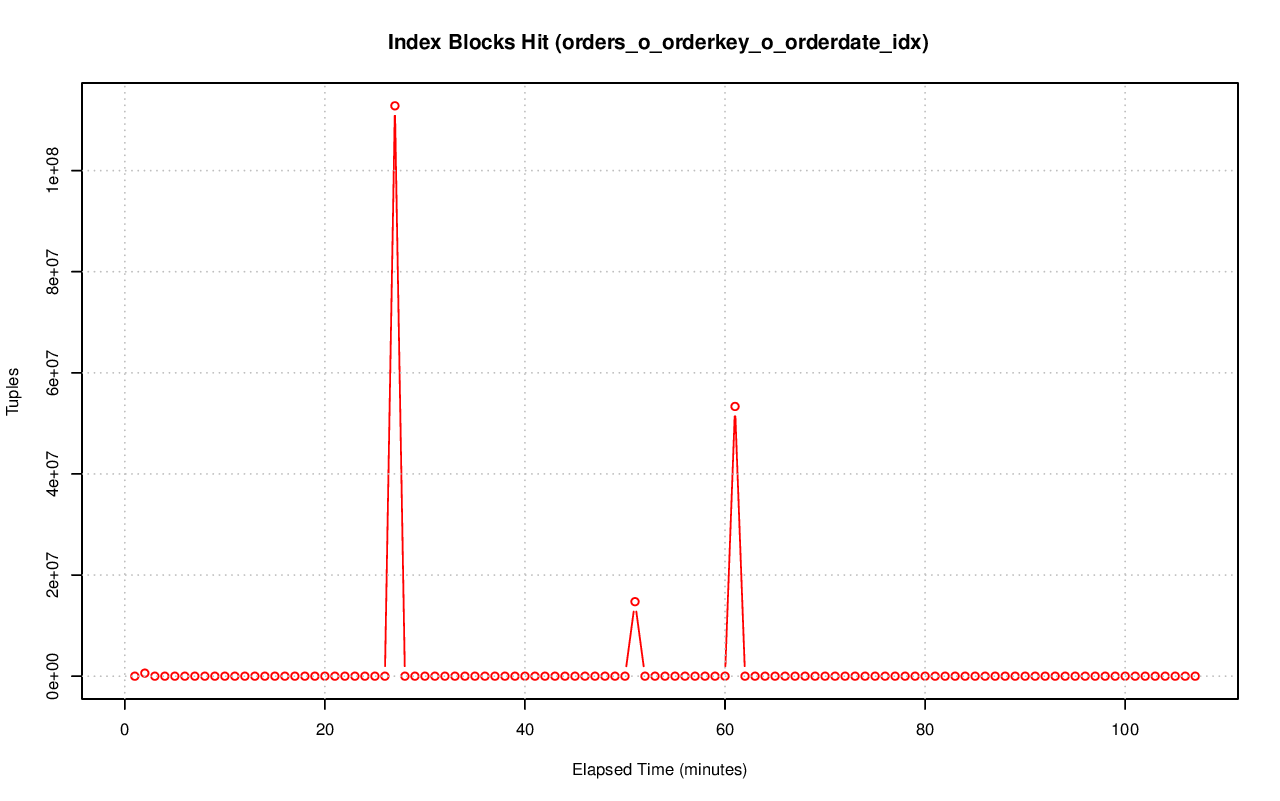 Index Blocks Hit (orders_o_orderkey_o_orderdate_idx)
Tuples
1e+08
8e+07
6e+07
4e+07
2e+07
0e+00
0 20 40 60 80 100
Elapsed Time (minutes)